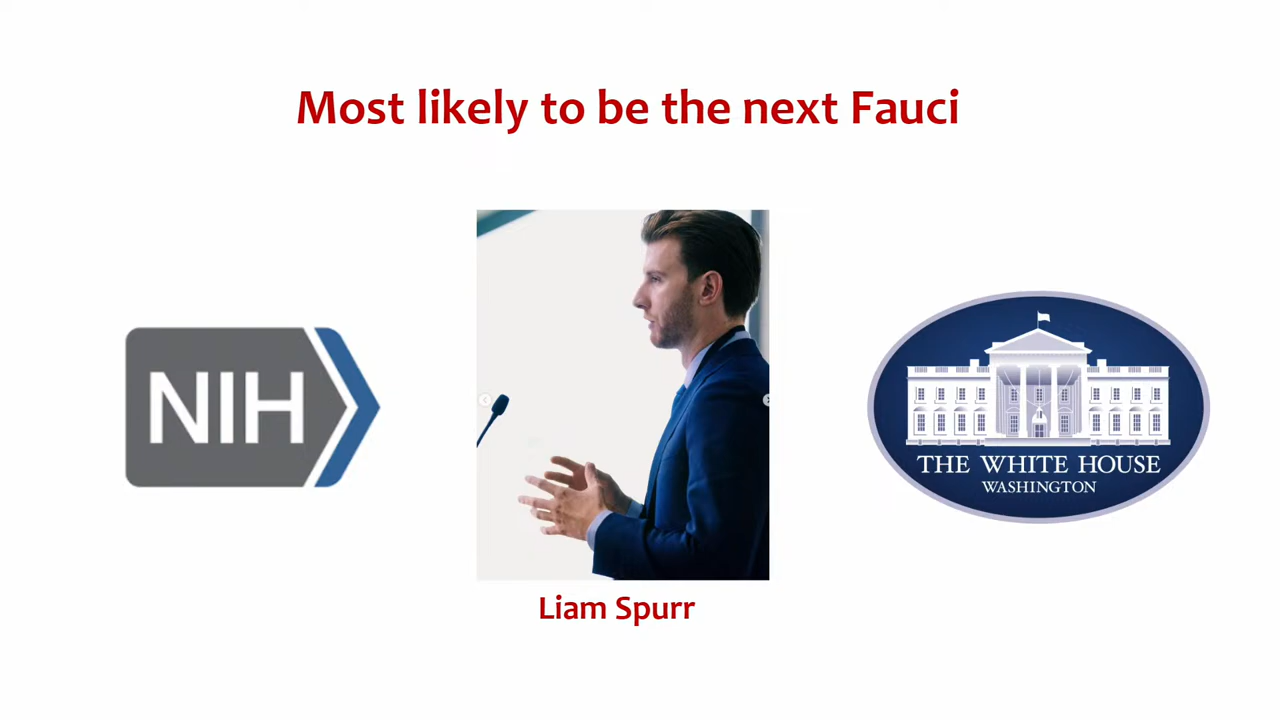 Most likely to be the next Fauci
NIH
THE WHITE HOUSE
WASHINGTON
Liam Spurr